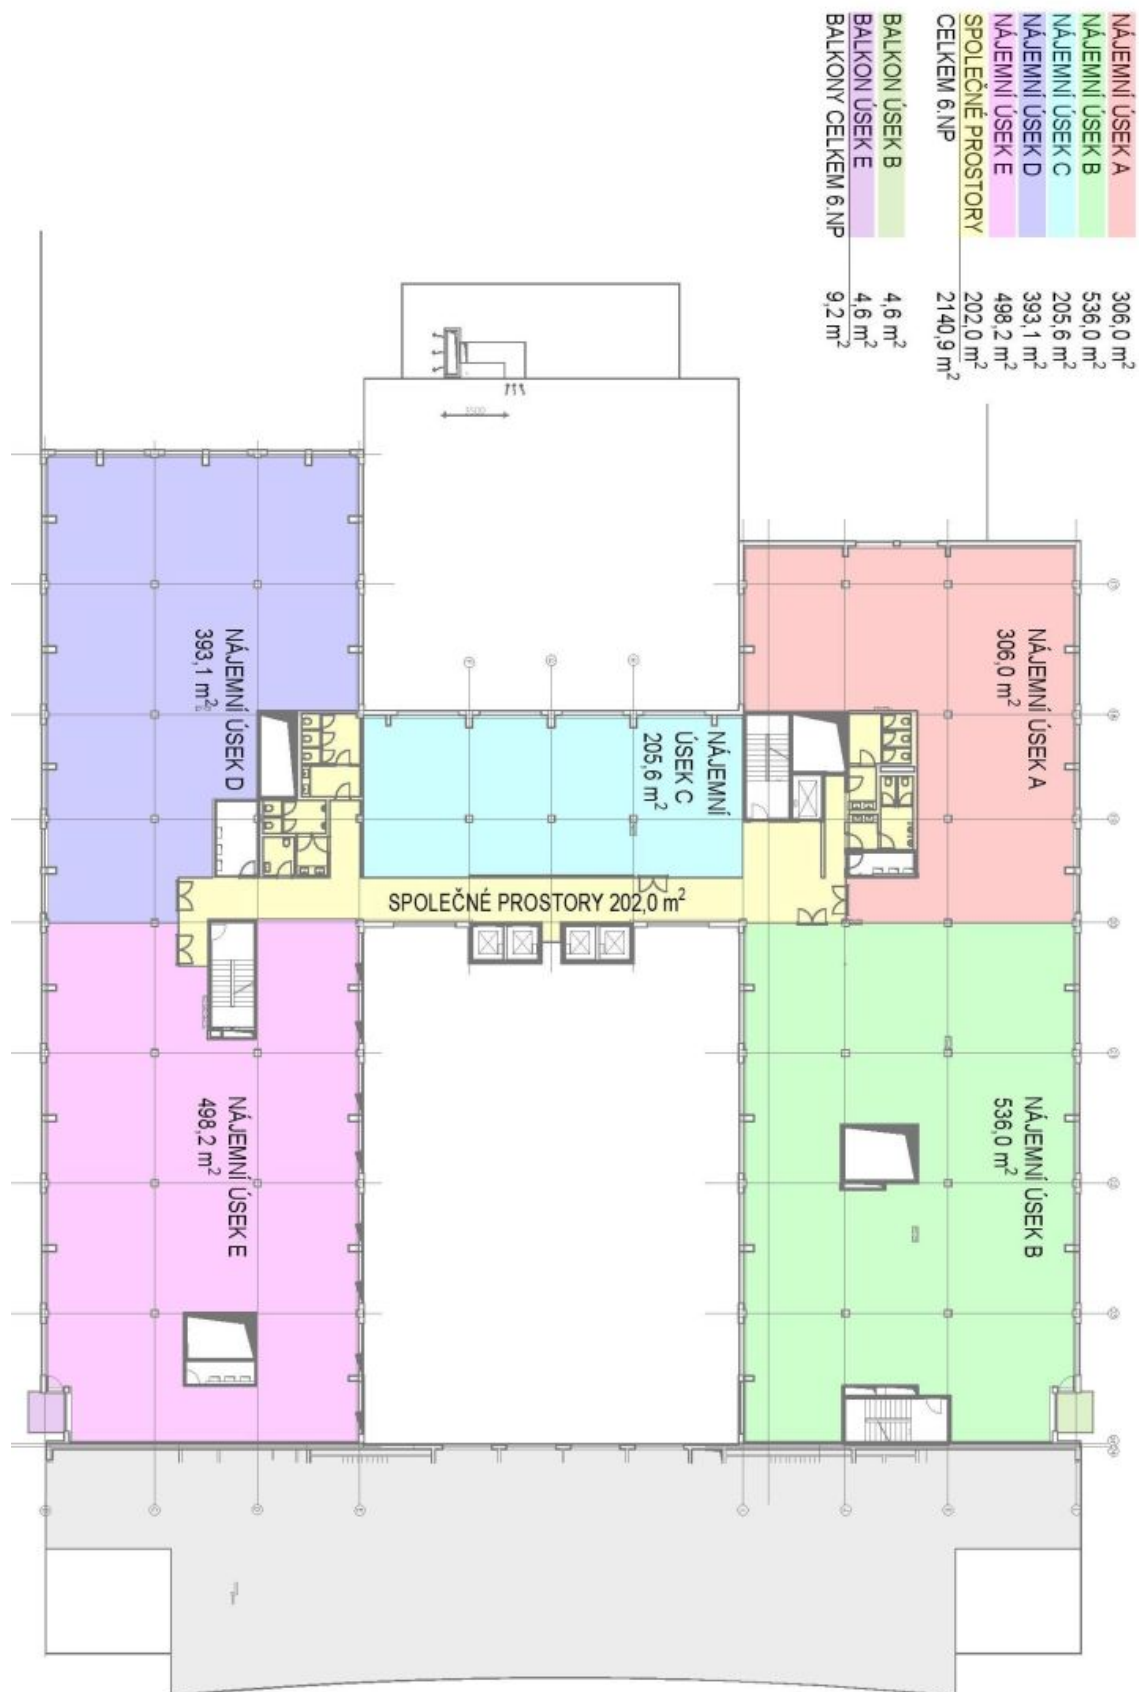 NÁJEMNÍ ÚSEK A 306,0 m²
NÁJEMNÍ ÚSEK B 536,0 m²
NÁJEMNÍ ÚSEK C 205,6 m²
NÁJEMNÍ ÚSEK D 393,1 m²
NÁJEMNÍ ÚSEK E 498,2 m²
SPOLEČNÉ PROSTORY 202,0 m²
CELKEM 6.NP 2140,9 m²
BALKON ÚSEK B 4,6 m²
BALKON ÚSEK E 4,6 m²
BALKONY CELKEM 6.NP 9,2 m²
NÁJEMNÍ ÚSEK A
306,0 m²
NÁJEMNÍ ÚSEK B
536,0 m²
NÁJEMNÍ
ÚSEK C
205,6 m²
SPOLEČNÉ PROSTORY 202,0 m²
NÁJEMNÍ ÚSEK D
393,1 m²
NÁJEMNÍ ÚSEK E
498,2 m²